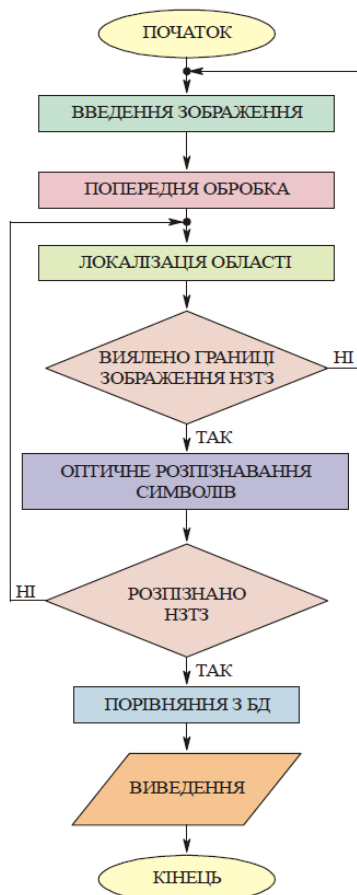 ПОЧАТОК
ВВЕДЕННЯ ЗОБРАЖЕННЯ
ПОПЕРЕДНЯ ОБРОБКА
ЛОКАЛІЗАЦІЯ ОБЛАСТІ
ВИЯЛЕНО ГРАНИЦІ
ЗОБРАЖЕННЯ НЗТЗ
НІ
ТАК
ОПТИЧНЕ РОЗПІЗНАВАННЯ
СИМВОЛІВ
НІ
РОЗПІЗНАНО
НЗТЗ
ТАК
ПОРІВНЯННЯ З БД
ВИВЕДЕННЯ
КІНЕЦЬ